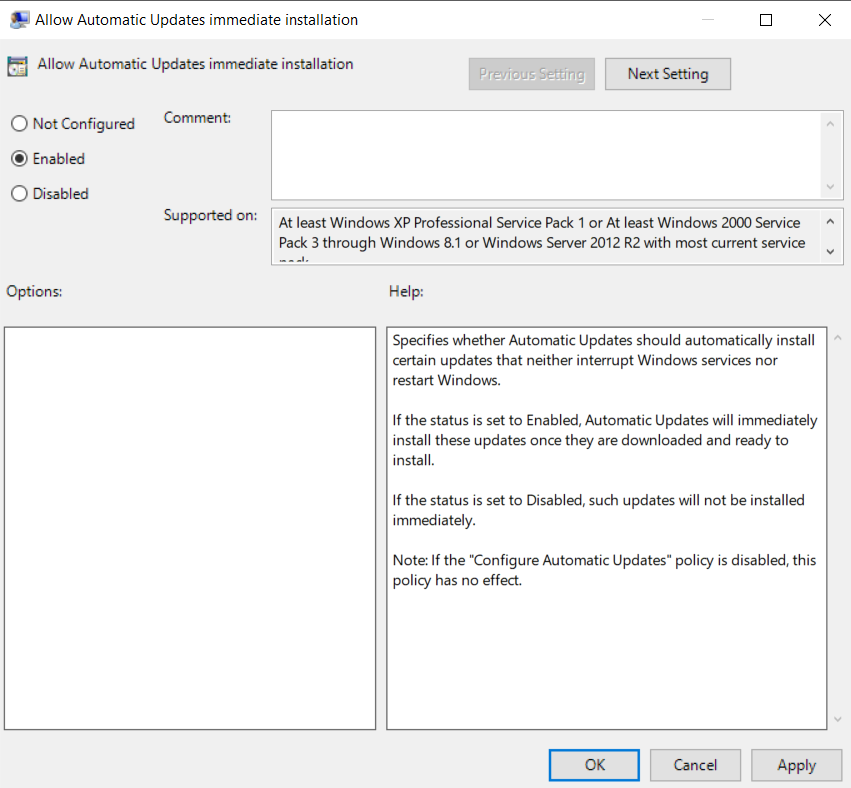 Allow Automatic Updates immediate installation
Allow Automatic Updates immediate installation
Previous Setting
Next Setting
Not Configured
Comment:
Enabled
Disabled
Supported on:
At least Windows XP Professional Service Pack 1 or At least Windows 2000 Service
Pack 3 through Windows 8.1 or Windows Server 2012 R2 with most current service
Options:
Help:
Specifies whether Automatic Updates should automatically install
certain updates that neither interrupt Windows services nor
restart Windows.
If the status is set to Enabled, Automatic Updates will immediately
install these updates once they are downloaded and ready to
install.
If the status is set to Disabled, such updates will not be installed
immediately.
Note: If the "Configure Automatic Updates" policy is disabled, this
policy has no effect.
OK
Cancel
Apply